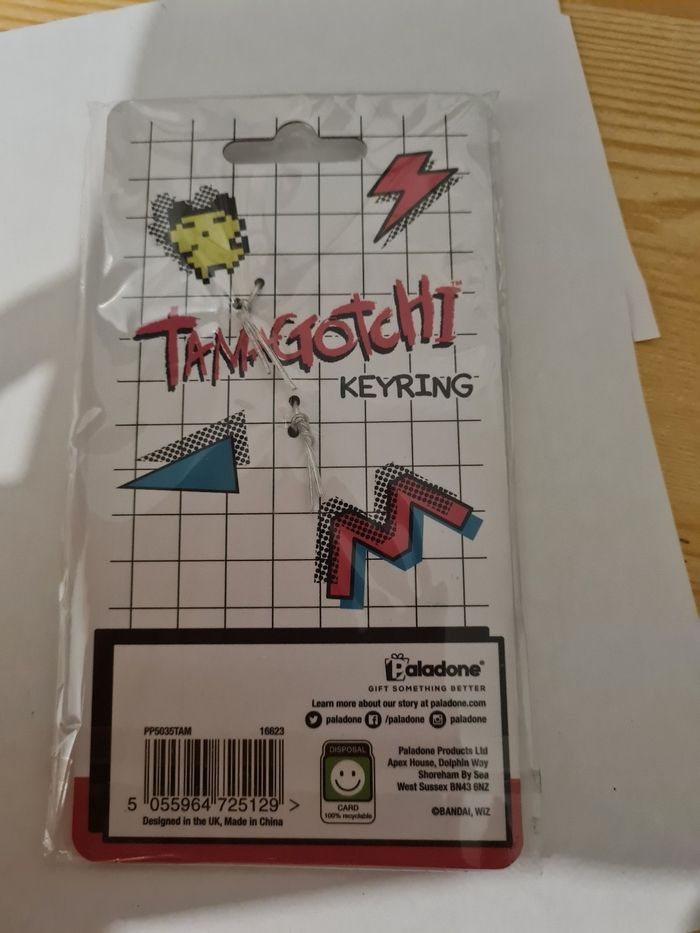 TAMAGOTCHI™
KEYRING
Paladone®
GIFT SOMETHING BETTER
Learn more about our story at paladone.com
paladone /paladone paladone
PP5035TAM 16823
5 055964 725129 >
Designed in the UK, Made in China
DISPOSAL
CARD
100% recyclable
Paladone Products Ltd
Apex House, Dolphin Way
Shoreham By Sea
West Sussex BN43 6NZ
©BANDAI, WiZ